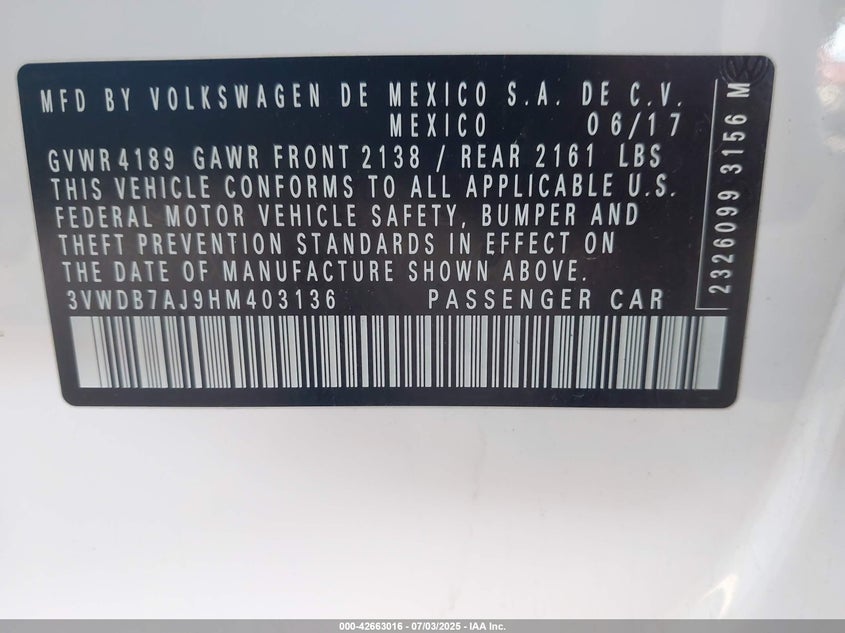 MFD BY VOLKSWAGEN DE MEXICO S.A. DE C.V.
MEXICO 06/17
GVWR 4189 GAWR FRONT 2138 / REAR 2161 LBS
THIS VEHICLE CONFORMS TO ALL APPLICABLE U.S.
FEDERAL MOTOR VEHICLE SAFETY, BUMPER AND
THEFT PREVENTION STANDARDS IN EFFECT ON
THE DATE OF MANUFACTURE SHOWN ABOVE.
3VWDB7AJ9HM403136 PASSENGER CAR
2326099 3156 M
000-42663016 - 07/03/2025 - IAA Inc.